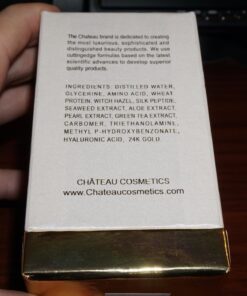 The Chateau brand is dedicated to creating
the most luxurious, sophisticated and
distinguished beauty products. We use
cuttingedge formulas based on the latest
scientific advances to develop superior
quality products.
INGREDIENTS: DISTILLED WATER,
GLYCERINE, AMINO ACID, WHEAT
PROTEIN, WITCH HAZEL, SILK PEPTIDE,
SEAWEED EXTRACT, ALOE EXTRACT
PEARL EXTRACT, GREEN TEA EXTRACT,
CARBOMER, TRIETHANOLAMINE,
METHYL P-HYDROXYBENZONATE,
HYALURONIC ACID, 24K GOLD.
CHÂTEAU COSMETICS
www.Chateaucosmetics.com